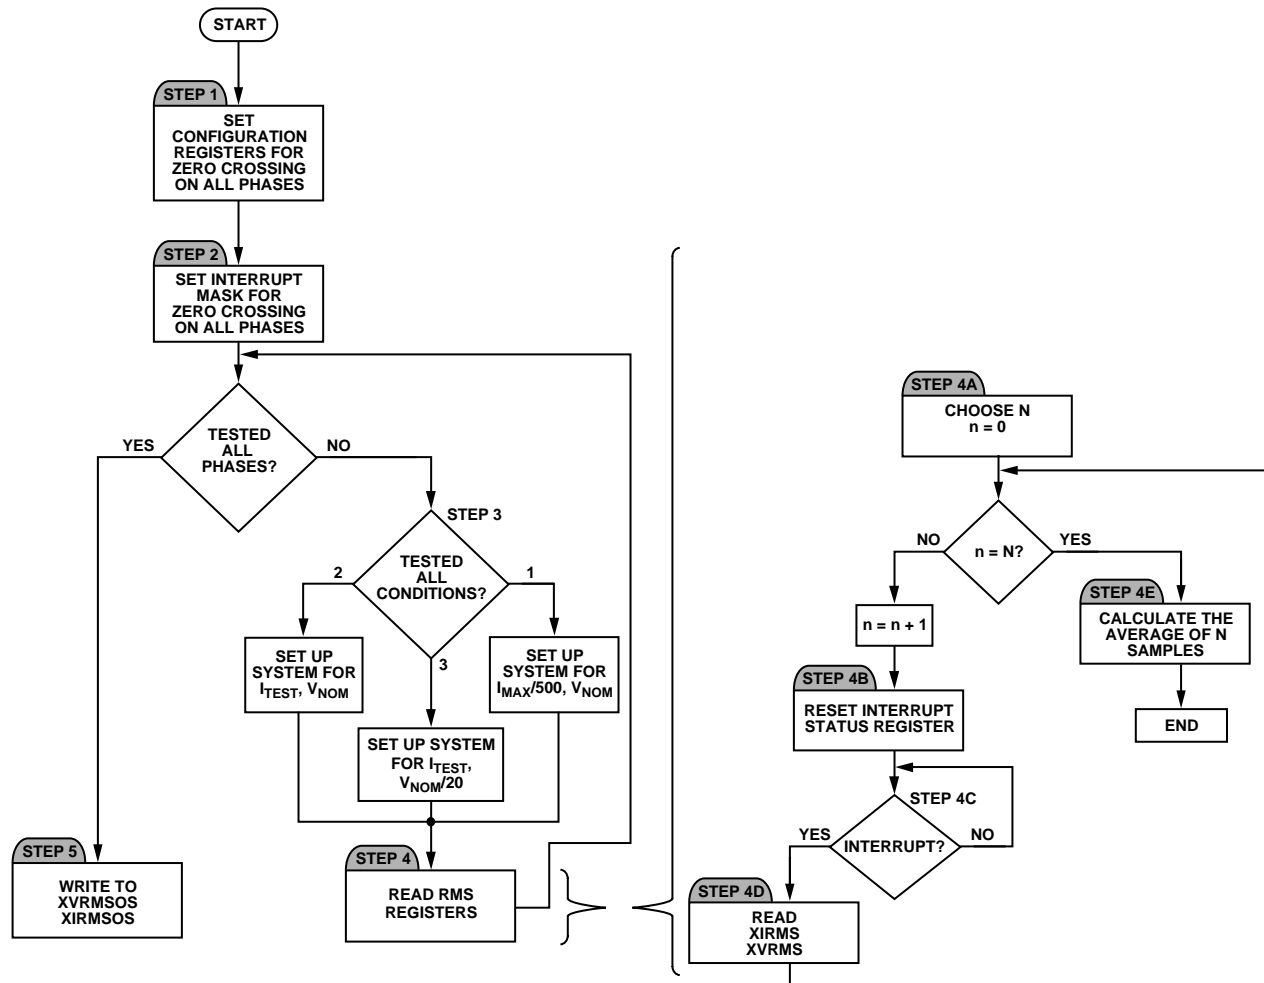 START
STEP 1
SET
CONFIGURATION
REGISTERS FOR
ZERO CROSSING
ON ALL PHASES
STEP 2
SET INTERRUPT
MASK FOR
ZERO CROSSING
ON ALL PHASES
YES
TESTED
ALL
PHASES?
NO
STEP 3
TESTED
ALL
CONDITIONS?
2
1
3
SET UP
SYSTEM FOR
ITEST, VNOM
SET UP
SYSTEM FOR
IMAX/500, VNOM
SET UP SYSTEM
FOR ITEST,
VNOM/20
STEP 5
WRITE TO
XVRMSOS
XIRMSOS
STEP 4
READ RMS
REGISTERS
STEP 4A
CHOOSE N
n = 0
NO
n = N?
YES
n = n + 1
STEP 4E
CALCULATE THE
AVERAGE OF N
SAMPLES
END
STEP 4B
RESET INTERRUPT
STATUS REGISTER
STEP 4C
YES
INTERRUPT?
NO
STEP 4D
READ
XIRMS
XVRMS